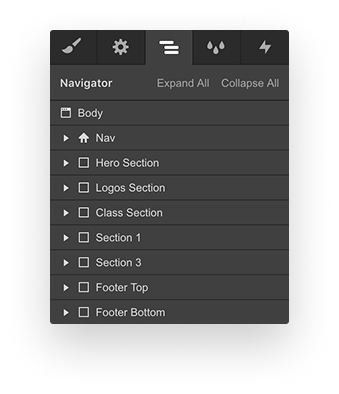 Navigator Expand All Collapse All
Body
Nav
Hero Section
Logos Section
Class Section
Section 1
Section 3
Footer Top
Footer Bottom